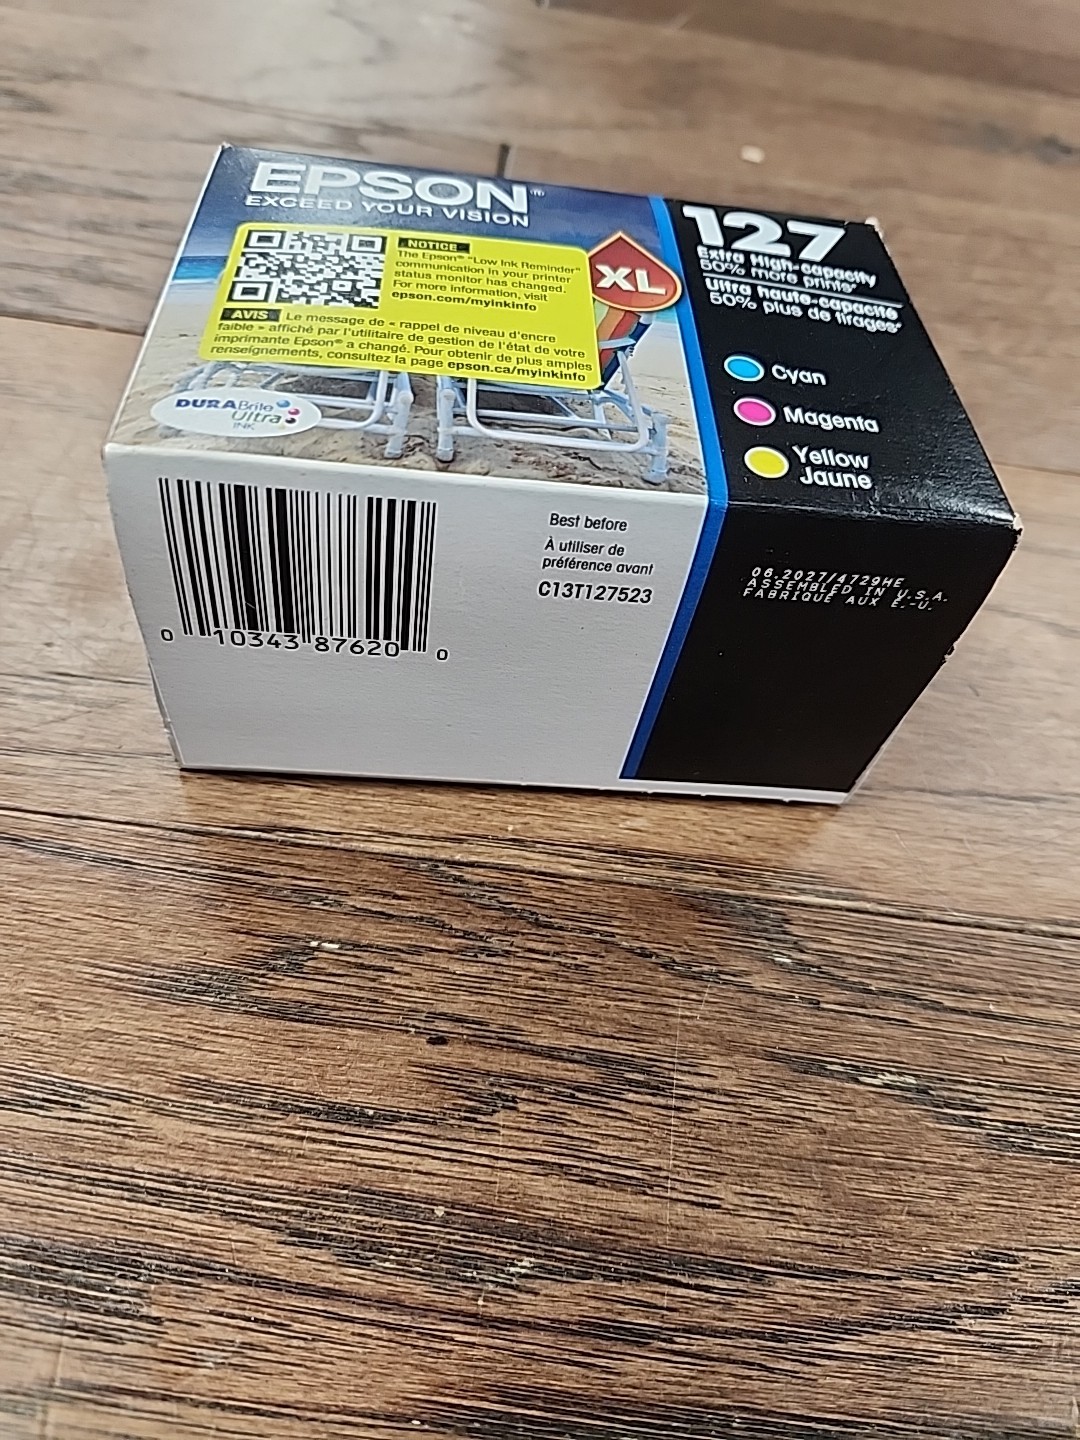 EPSON™
EXCEED YOUR VISION
NOTICE
The Epson® "Low Ink Reminder"
communication in your printer
status monitor has changed.
For more information, visit
epson.com/myinkinfo
AVIS Le message de « rappel de niveau d'encre
faible » affiché par l'utilitaire de gestion de l'état de votre
imprimante Epson® a changé. Pour obtenir de plus amples
renseignements, consultez la page epson.ca/myinkinfo
DURABrite
Ultra
INK
XL
127
Extra High-capacity
50% more prints*
Ultra haute-capacité
50% plus de tirages*
Cyan
Magenta
Yellow
Jaune
0 10343 87620 0
Best before
À utiliser de
préférence avant
C13T127523
06.2027/4729HE
ASSEMBLED IN U.S.A.
FABRIQUÉ AUX É.-U.